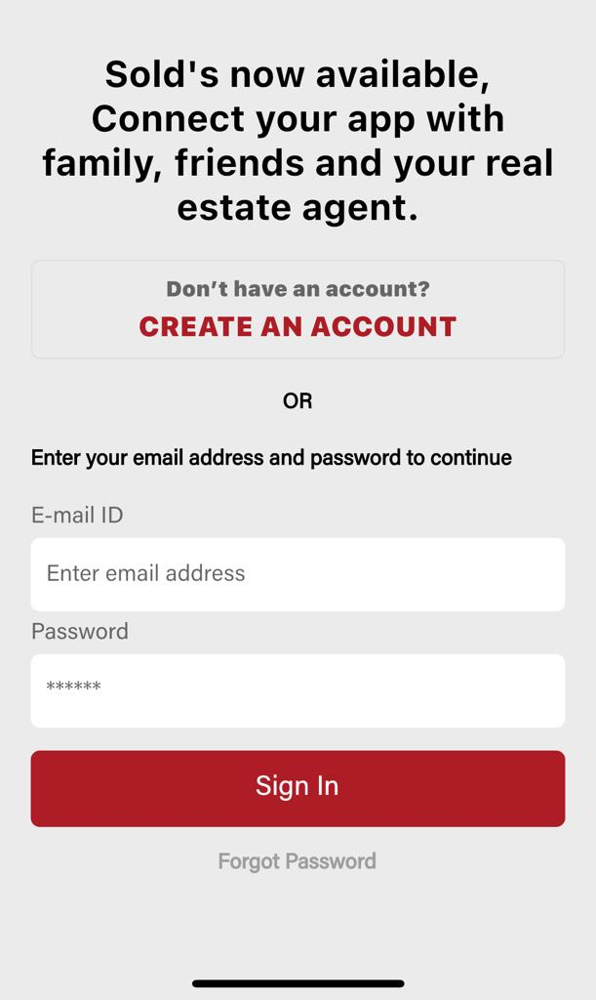 Sold's now available,
Connect your app with
family, friends and your real
estate agent.
Don’t have an account?
CREATE AN ACCOUNT
OR
Enter your email address and password to continue
E-mail ID
Enter email address
Password
******
Sign In
Forgot Password